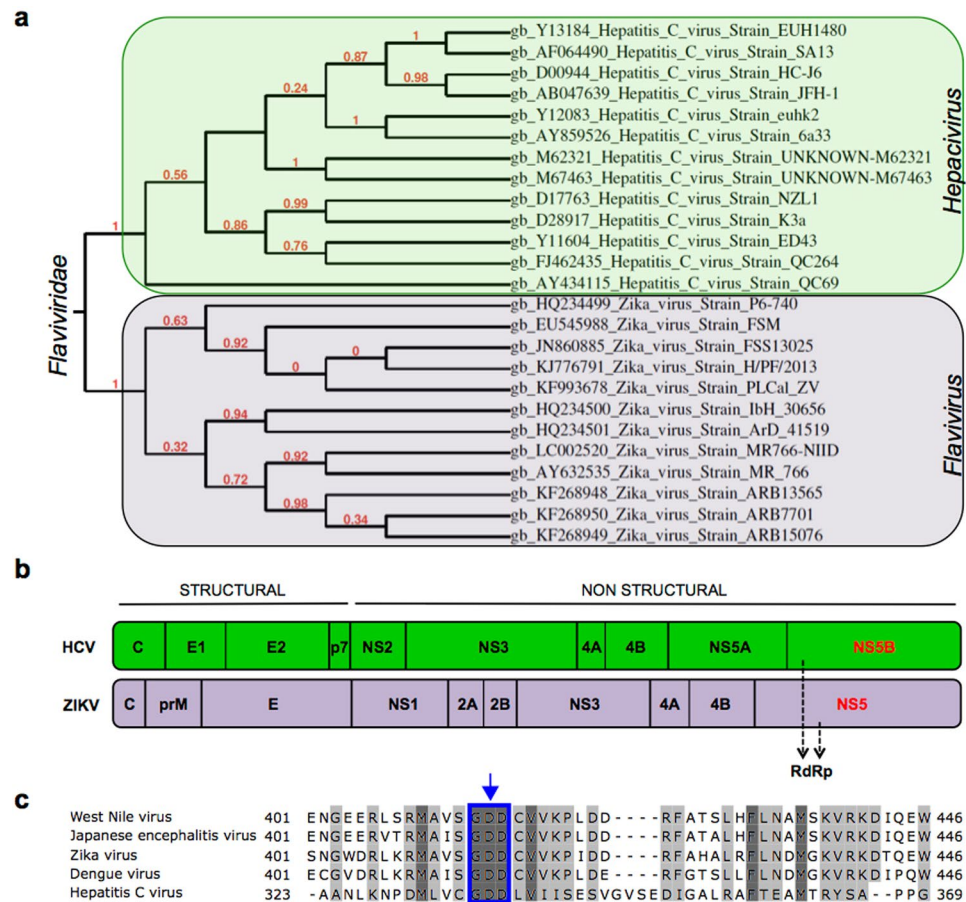 a
gb_Y13184_Hepatitis_C_virus_Strain_EUH1480
1
gb_AF064490_Hepatitis_C_virus_Strain_SA13
0.87
gb_D00944_Hepatitis_C_virus_Strain_HC-J6
0.98
gb_AB047639_Hepatitis_C_virus_Strain_JFH-1
0.24
gb_Y12083_Hepatitis_C_virus_Strain_euhk2
1
gb_AY859526_Hepatitis_C_virus_Strain_6a33
gb_M62321_Hepatitis_C_virus_Strain_UNKNOWN-M62321
1
gb_M67463_Hepatitis_C_virus_Strain_UNKNOWN-M67463
0.56
gb_D17763_Hepatitis_C_virus_Strain_NZL1
0.99
gb_D28917_Hepatitis_C_virus_Strain_K3a
0.86
gb_Y11604_Hepatitis_C_virus_Strain_ED43
0.76
gb_FJ462435_Hepatitis_C_virus_Strain_QC264
1
gb_AY434115_Hepatitis_C_virus_Strain_QC69
Hepacivirus
Flaviviridae
gb_HQ234499_Zika_virus_Strain_P6-740
0.63
gb_EU545988_Zika_virus_Strain_FSM
0.92
gb_JN860885_Zika_virus_Strain_FSS13025
0
gb_KJ776791_Zika_virus_Strain_H/PF/2013
0
gb_KF993678_Zika_virus_Strain_PLCal_ZV
1
gb_HQ234500_Zika_virus_Strain_IbH_30656
0.94
gb_HQ234501_Zika_virus_Strain_ArD_41519
0.32
gb_LC002520_Zika_virus_Strain_MR766-NIID
0.92
gb_AY632535_Zika_virus_Strain_MR_766
0.72
gb_KF268948_Zika_virus_Strain_ARB13565
0.98
gb_KF268950_Zika_virus_Strain_ARB7701
0.34
gb_KF268949_Zika_virus_Strain_ARB15076
Flavivirus
b
STRUCTURAL NON STRUCTURAL
HCV C E1 E2 p7 NS2 NS3 4A 4B NS5A NS5B
ZIKV C prM E NS1 2A 2B NS3 4A 4B NS5
RdRp
c
West Nile virus 401 ENGEERLSRMAVSGDDCVVKPLDD----RFATSLHFLNAMSKVRKDIQEW 446
Japanese encephalitis virus 401 ENGEERVTRMAISGDDCVVKPLDD----RFATALHFLNAMSKVRKDIQEW 446
Zika virus 401 SNGWDRLKRMAVSGDDCVVKPIDD----RFAHALRFLNDMGKVRKDTQEW 446
Dengue virus 401 ECGVDRLKRMAISGDDCVVKPLDE----RFGTSLLFLNDMGKVRKDIQEW 446
Hepatitis C virus 323 -AANLKNPDMLVCGDDLVIISESVGVSEDIGALRAFTEAMTRYSA--PPG 369